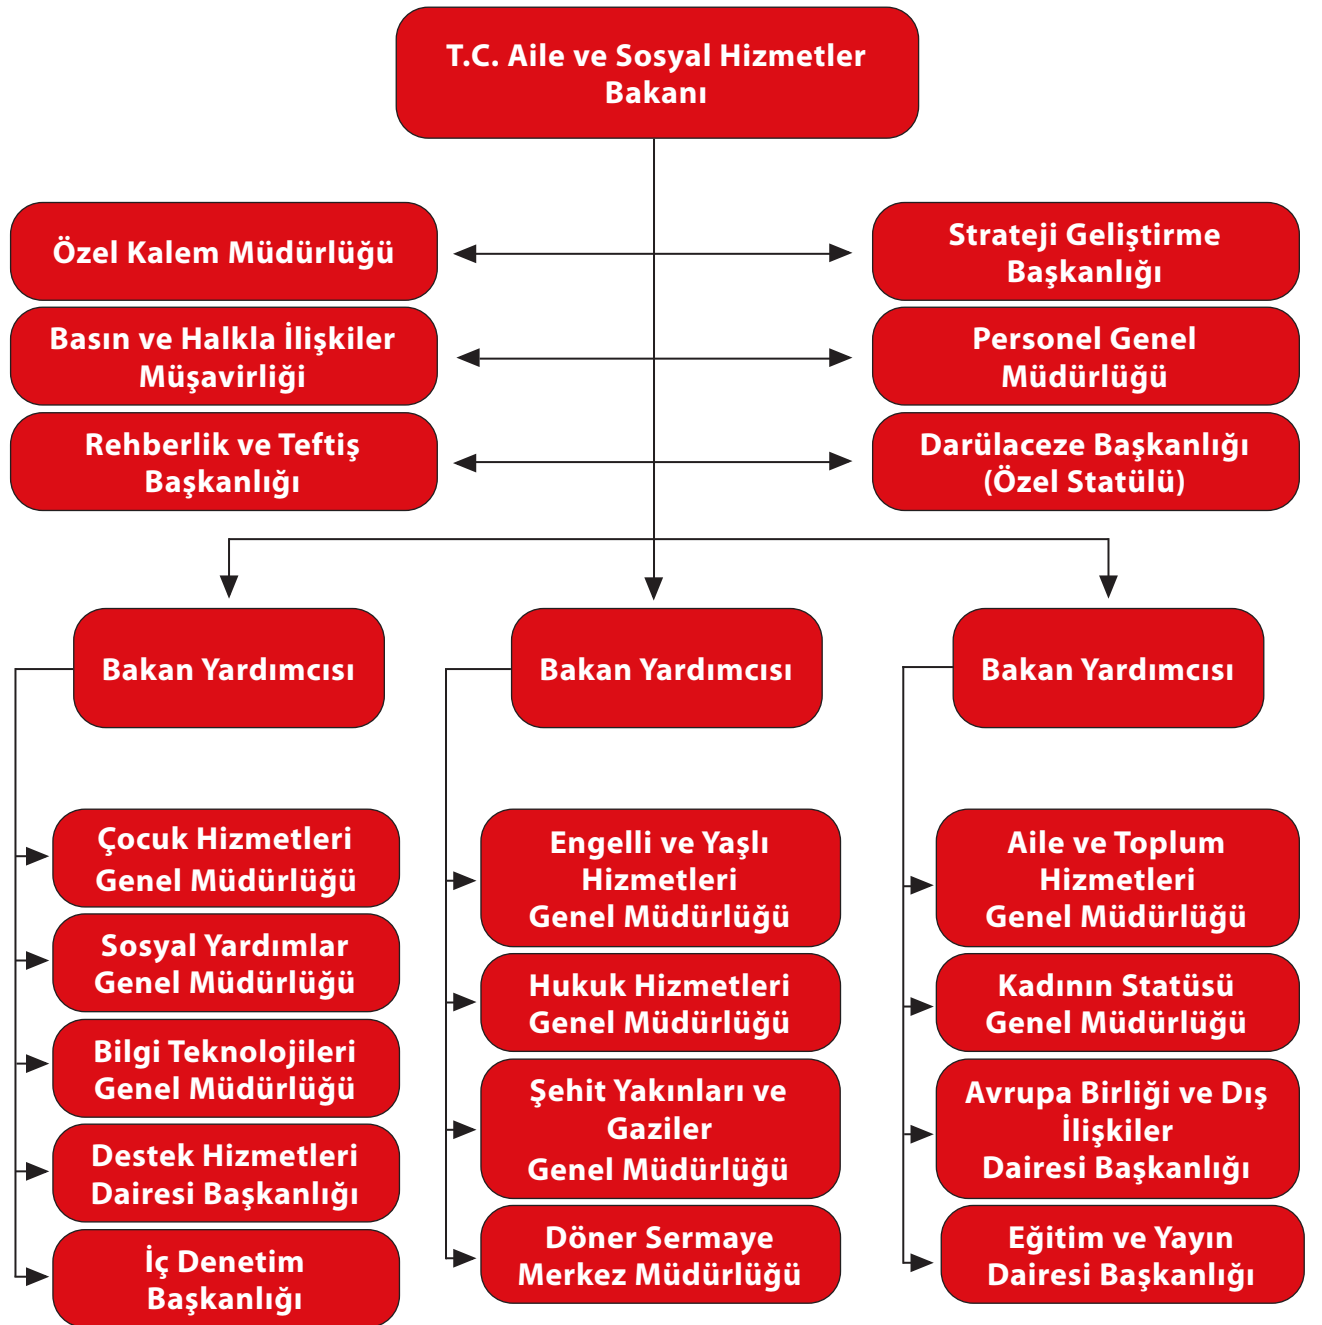 T.C. Aile ve Sosyal Hizmetler
Bakanı
Özel Kalem Müdürlüğü
Strateji Geliştirme
Başkanlığı
Basın ve Halkla İlişkiler
Müşavirliği
Personel Genel
Müdürlüğü
Rehberlik ve Teftiş
Başkanlığı
Darülaceze Başkanlığı
(Özel Statülü)
Bakan Yardımcısı
Bakan Yardımcısı
Bakan Yardımcısı
Çocuk Hizmetleri
Genel Müdürlüğü
Sosyal Yardımlar
Genel Müdürlüğü
Bilgi Teknolojileri
Genel Müdürlüğü
Destek Hizmetleri
Dairesi Başkanlığı
İç Denetim
Başkanlığı
Engelli ve Yaşlı
Hizmetleri
Genel Müdürlüğü
Hukuk Hizmetleri
Genel Müdürlüğü
Şehit Yakınları ve
Gaziler
Genel Müdürlüğü
Döner Sermaye
Merkez Müdürlüğü
Aile ve Toplum
Hizmetleri
Genel Müdürlüğü
Kadının Statüsü
Genel Müdürlüğü
Avrupa Birliği ve Dış
İlişkiler
Dairesi Başkanlığı
Eğitim ve Yayın
Dairesi Başkanlığı